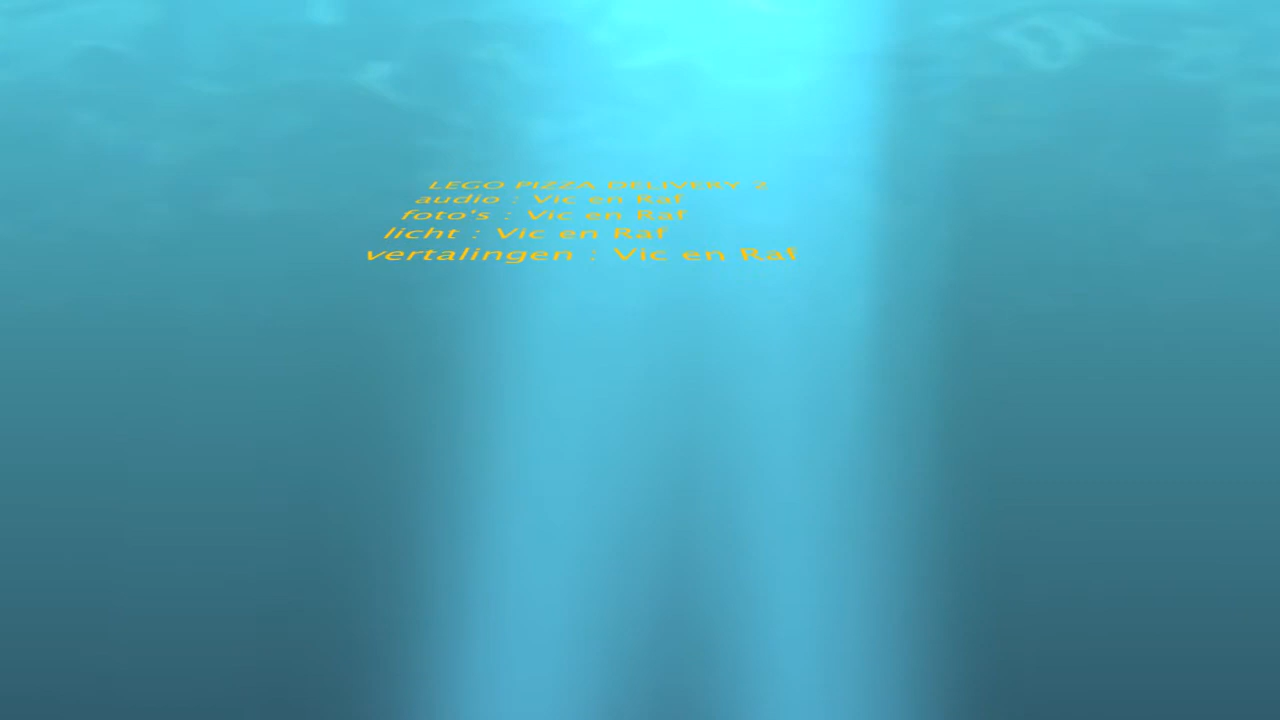 LEGO PIZZA DELIVERY 2
audio : Vic en Raf
foto's : Vic en Raf
licht : Vic en Raf
vertalingen : Vic en Raf